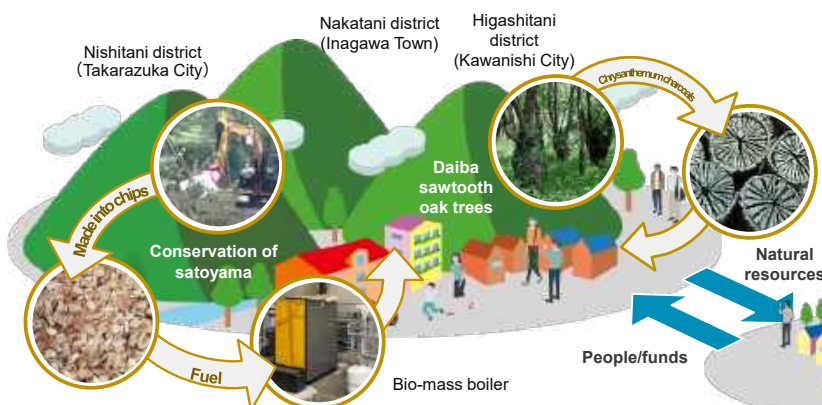 Nishitani district
(Takarazuka City)
Nakatani district
(Inagawa Town)
Higashitani
district
(Kawanishi City)
Chrysanthemum charcoals
Daiba
sawtooth
oak trees
Made into chips
Conservation of
satoyama
Natural
resources
People/funds
Fuel
Bio-mass boiler